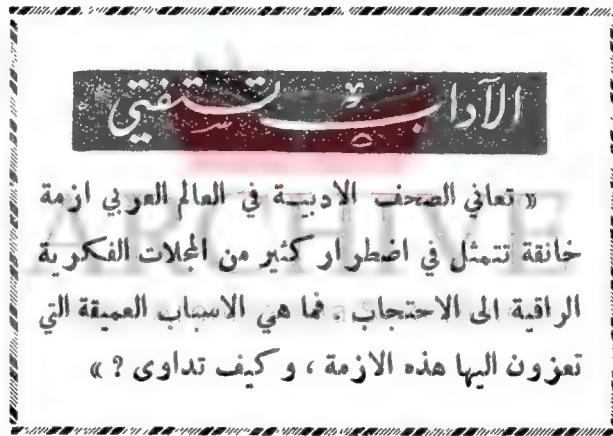 الآداب تستفتي
« تعاني الصحف الادبية في العالم العربي ازمة
خانقة تتمثل في اضطرار كثير من المجلات الفكرية
الراقية الى الاحتجاب . فما هي الاسباب العميقة التي
تعزون اليها هذه الازمة ، وكيف تداوى ? »
ARCHIVE